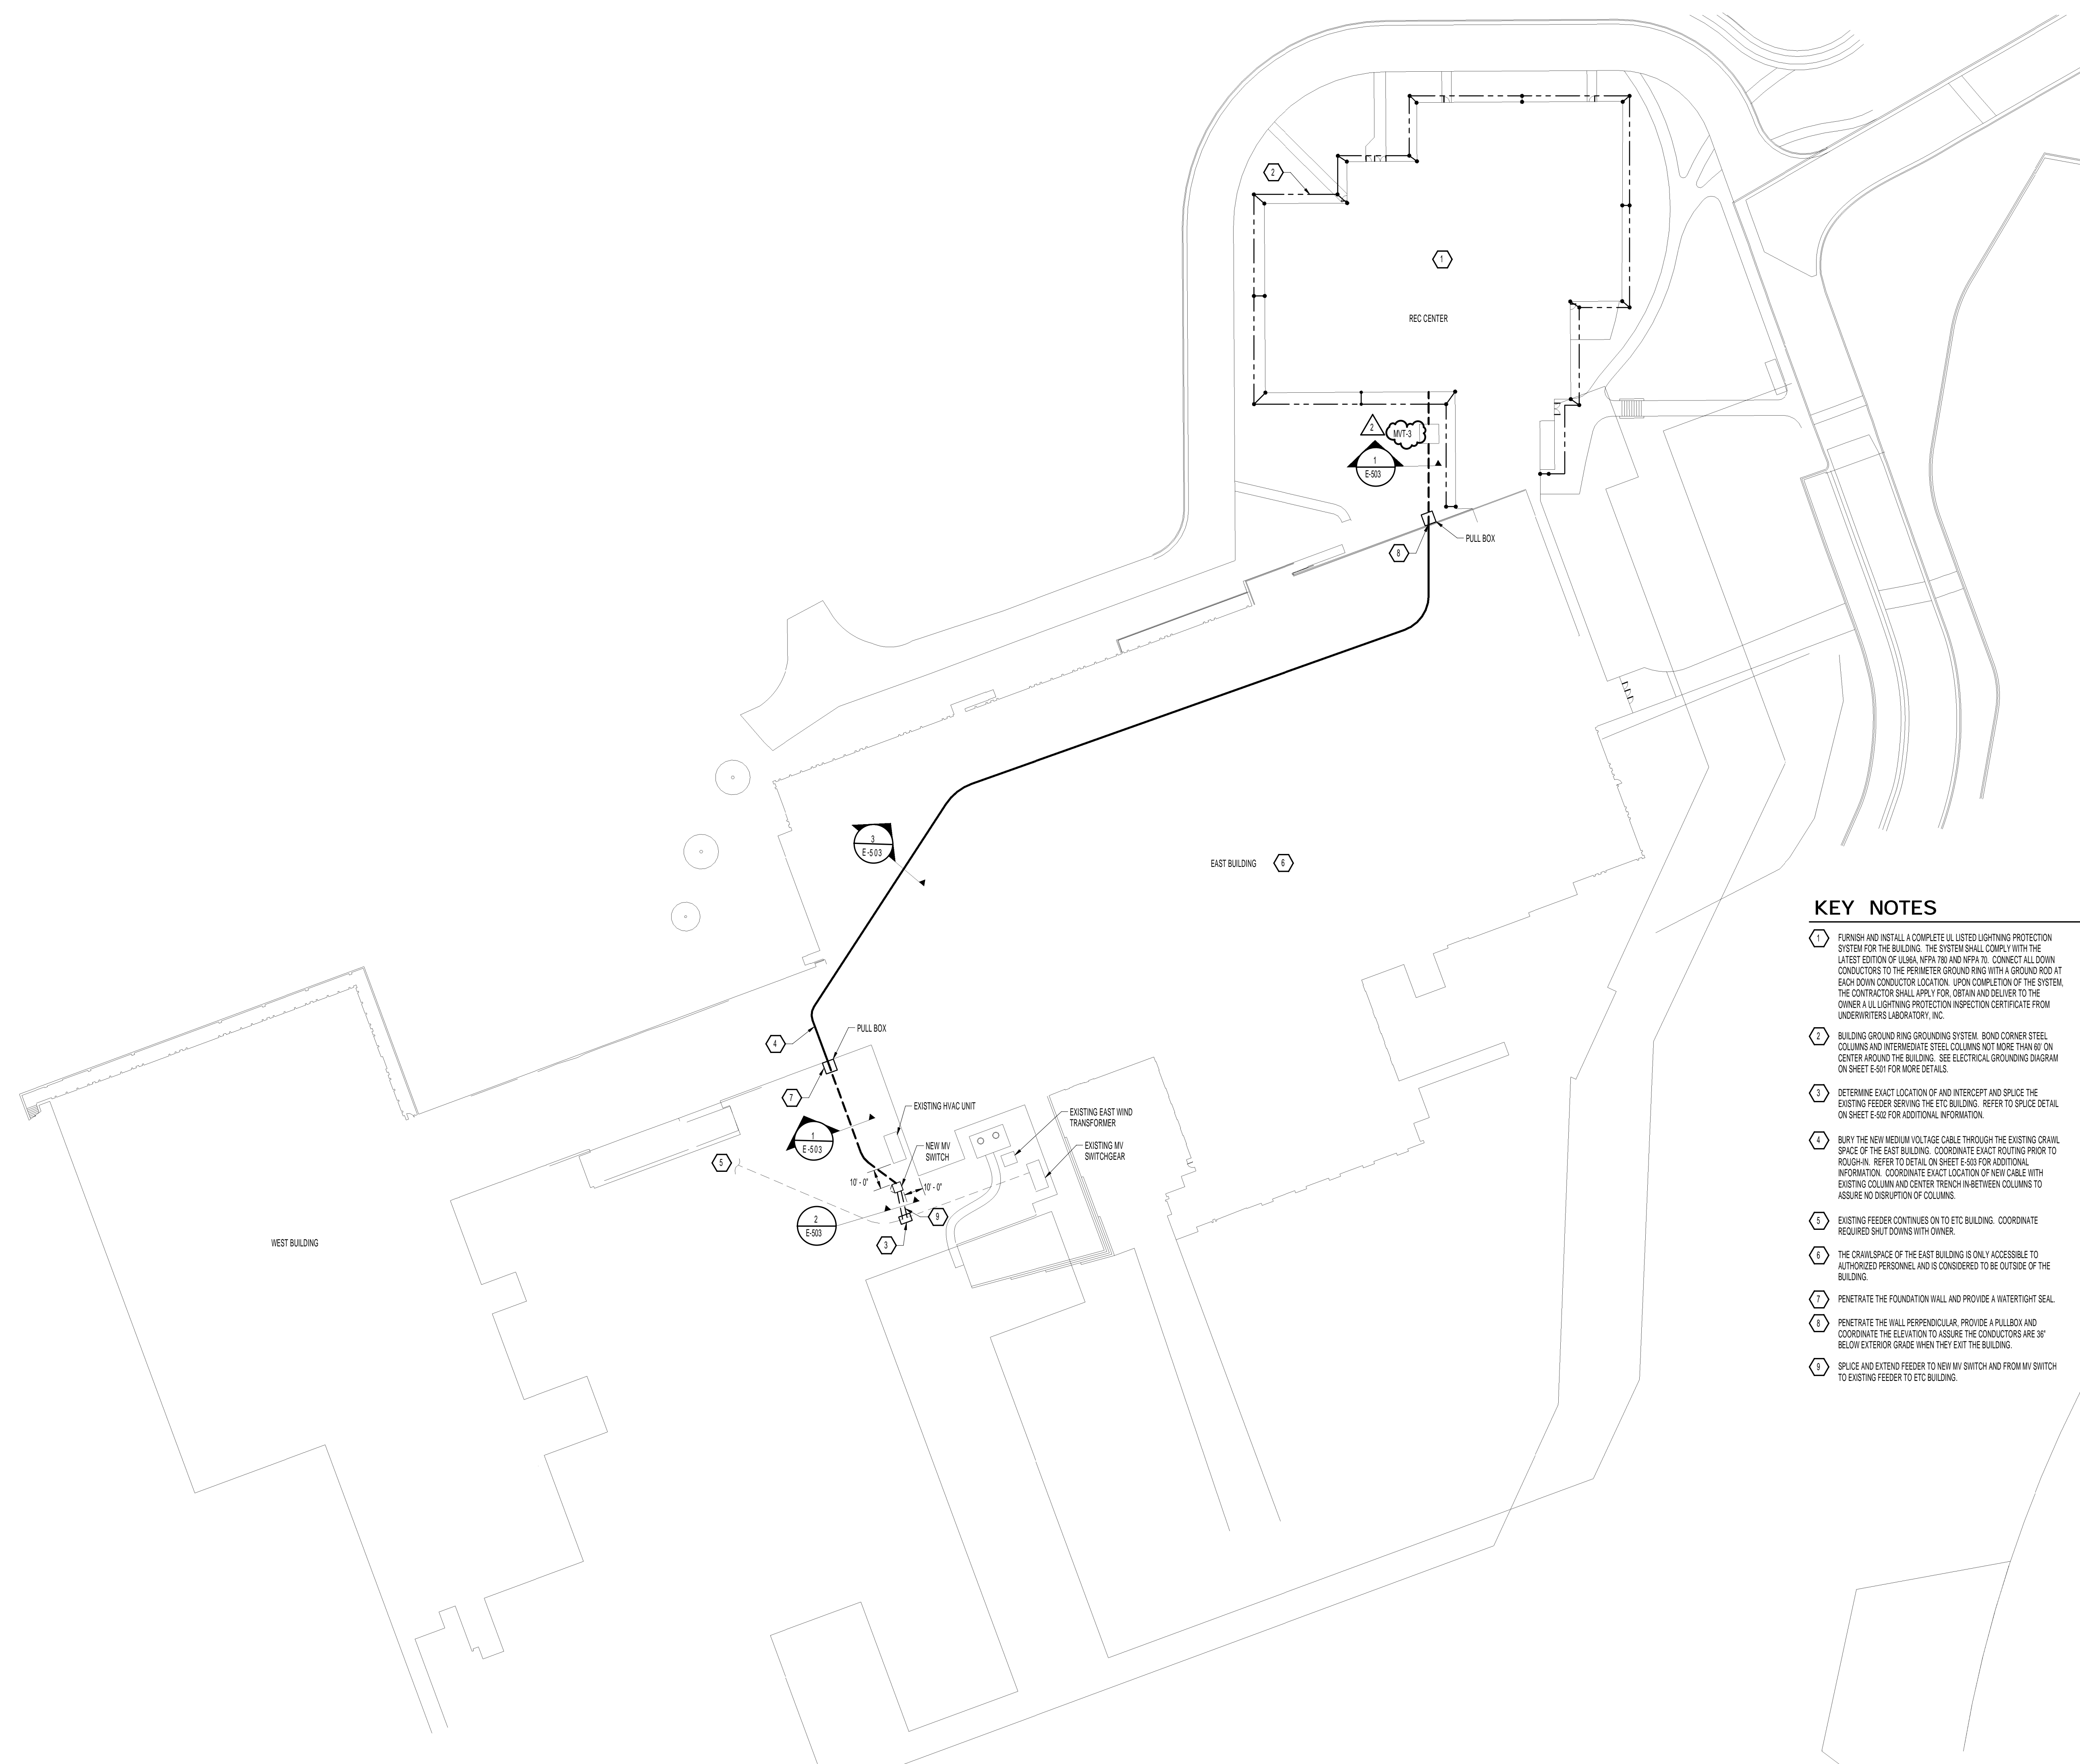 2
1
REC CENTER
2
MVT-3
1
E-503
PULL BOX
8
3
E-503
EAST BUILDING
6
4
PULL BOX
7
EXISTING HVAC UNIT
EXISTING EAST WIND
TRANSFORMER
1
E-503
NEW MV
SWITCH
EXISTING MV
SWITCHGEAR
5
10' - 0"
10' - 0"
2
E-503
9
3
WEST BUILDING
KEY NOTES
1
FURNISH AND INSTALL A COMPLETE UL LISTED LIGHTNING PROTECTION
SYSTEM FOR THE BUILDING. THE SYSTEM SHALL COMPLY WITH THE
LATEST EDITION OF UL96A, NFPA 780 AND NFPA 70. CONNECT ALL DOWN
CONDUCTORS TO THE PERIMETER GROUND RING WITH A GROUND ROD AT
EACH DOWN CONDUCTOR LOCATION. UPON COMPLETION OF THE SYSTEM,
THE CONTRACTOR SHALL APPLY FOR, OBTAIN AND DELIVER TO THE
OWNER A UL LIGHTNING PROTECTION INSPECTION CERTIFICATE FROM
UNDERWRITERS LABORATORY, INC.
2
BUILDING GROUND RING GROUNDING SYSTEM. BOND CORNER STEEL
COLUMNS AND INTERMEDIATE STEEL COLUMNS NOT MORE THAN 60' ON
CENTER AROUND THE BUILDING. SEE ELECTRICAL GROUNDING DIAGRAM
ON SHEET E-501 FOR MORE DETAILS.
3
DETERMINE EXACT LOCATION OF AND INTERCEPT AND SPLICE THE
EXISTING FEEDER SERVING THE ETC BUILDING. REFER TO SPLICE DETAIL
ON SHEET E-502 FOR ADDITIONAL INFORMATION.
4
BURY THE NEW MEDIUM VOLTAGE CABLE THROUGH THE EXISTING CRAWL
SPACE OF THE EAST BUILDING. COORDINATE EXACT ROUTING PRIOR TO
ROUGH-IN. REFER TO DETAIL ON SHEET E-503 FOR ADDITIONAL
INFORMATION. COORDINATE EXACT LOCATION OF NEW CABLE WITH
EXISTING COLUMN AND CENTER TRENCH IN-BETWEEN COLUMNS TO
ASSURE NO DISRUPTION OF COLUMNS.
5
EXISTING FEEDER CONTINUES ON TO ETC BUILDING. COORDINATE
REQUIRED SHUT DOWNS WITH OWNER.
6
THE CRAWLSPACE OF THE EAST BUILDING IS ONLY ACCESSIBLE TO
AUTHORIZED PERSONNEL AND IS CONSIDERED TO BE OUTSIDE OF THE
BUILDING.
7
PENETRATE THE FOUNDATION WALL AND PROVIDE A WATERTIGHT SEAL.
8
PENETRATE THE WALL PERPENDICULAR, PROVIDE A PULLBOX AND
COORDINATE THE ELEVATION TO ASSURE THE CONDUCTORS ARE 36"
BELOW EXTERIOR GRADE WHEN THEY EXIT THE BUILDING.
9
SPLICE AND EXTEND FEEDER TO NEW MV SWITCH AND FROM MV SWITCH
TO EXISTING FEEDER TO ETC BUILDING.